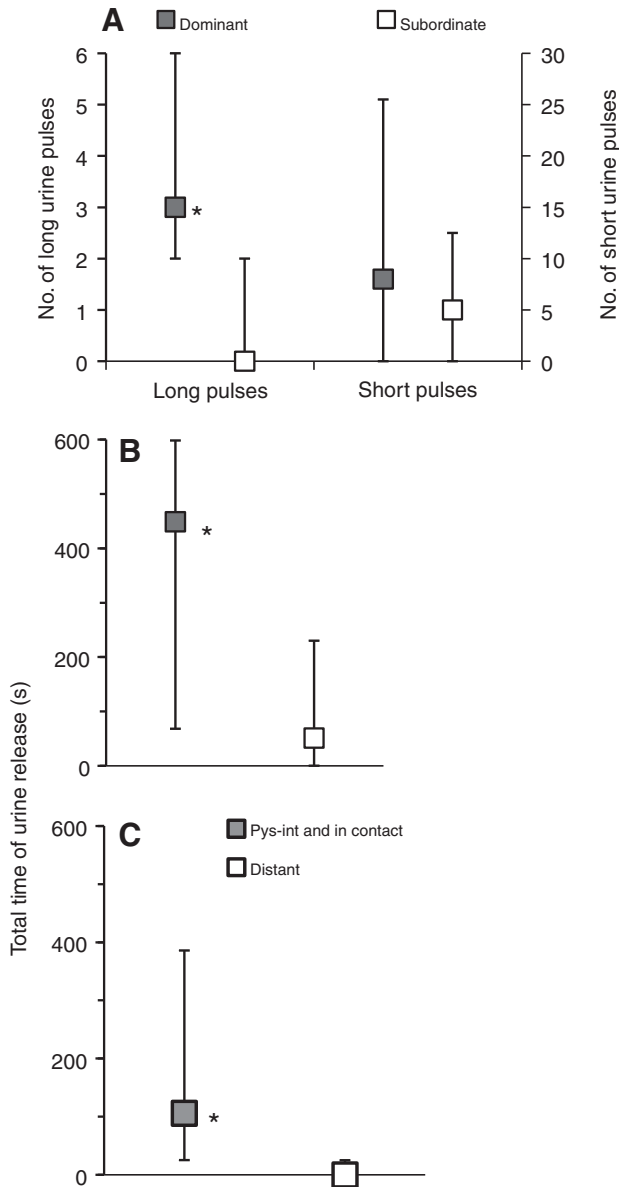 A
Dominant
Subordinate
No. of long urine pulses
6
5
4
3
2
1
0
*
30
25
20
15
10
5
0
No. of short urine pulses
Long pulses
Short pulses
Total time of urine release (s)
B
600
400
200
0
*
C
Pys-int and in contact
Distant
600
400
200
0
*